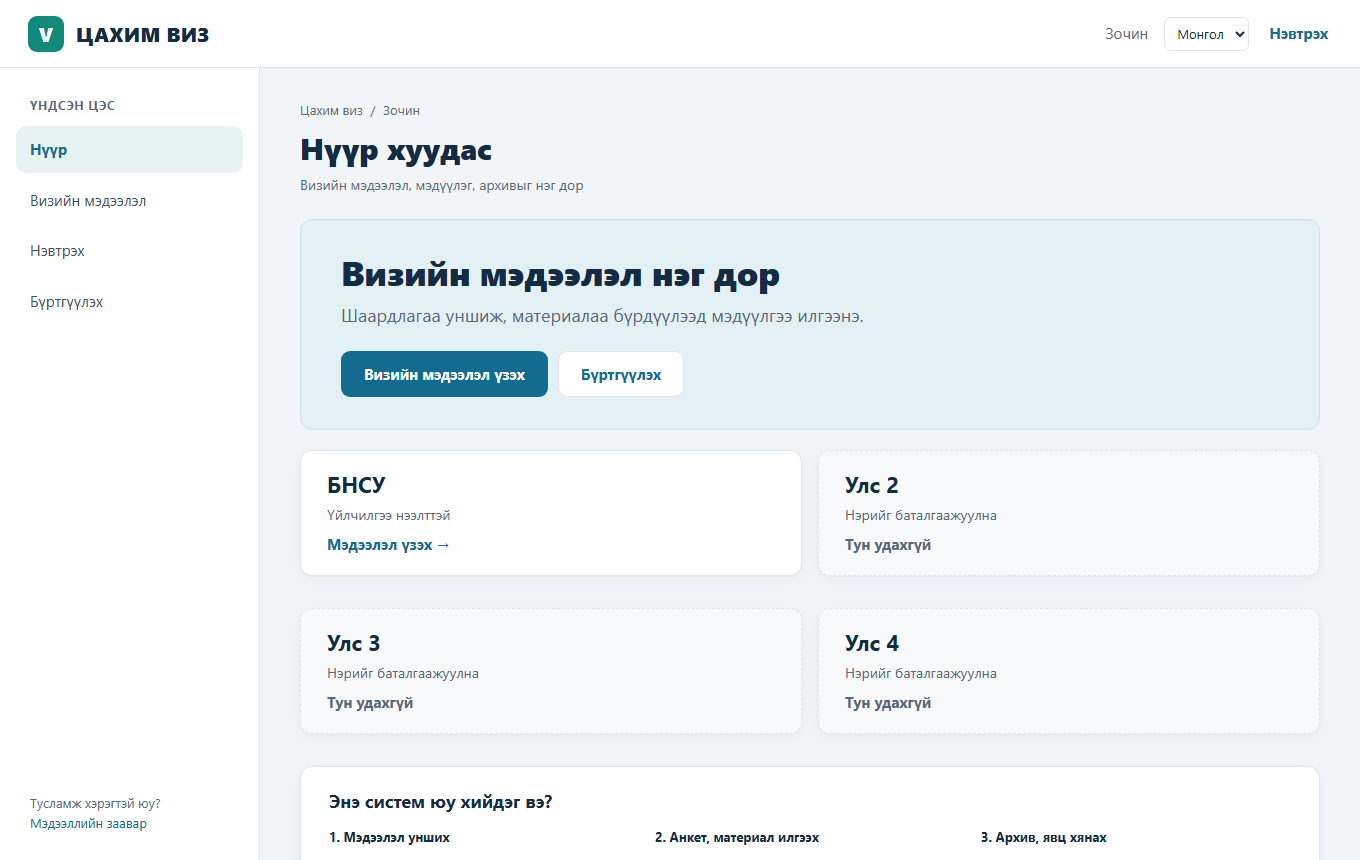 V ЦАХИМ ВИЗ
Зочин
Монгол
Нэвтрэх
ҮНДСЭН ЦЭС
Нүүр
Визийн мэдээлэл
Нэвтрэх
Бүртгүүлэх
Тусламж хэрэгтэй юу?
Мэдээллийн заавар
Цахим виз / Зочин
Нүүр хуудас
Визийн мэдээлэл, мэдүүлэг, архивыг нэг дор
Визийн мэдээлэл нэг дор
Шаардлагаа уншиж, материалаа бүрдүүлээд мэдүүлгээ илгээнэ.
Визийн мэдээлэл үзэх
Бүртгүүлэх
БНСУ
Үйлчилгээ нээлттэй
Мэдээлэл үзэх →
Улс 2
Нэрийг баталгаажуулна
Тун удахгүй
Улс 3
Нэрийг баталгаажуулна
Тун удахгүй
Улс 4
Нэрийг баталгаажуулна
Тун удахгүй
Энэ систем юу хийдэг вэ?
1. Мэдээлэл унших
2. Анкет, материал илгээх
3. Архив, явц хянах